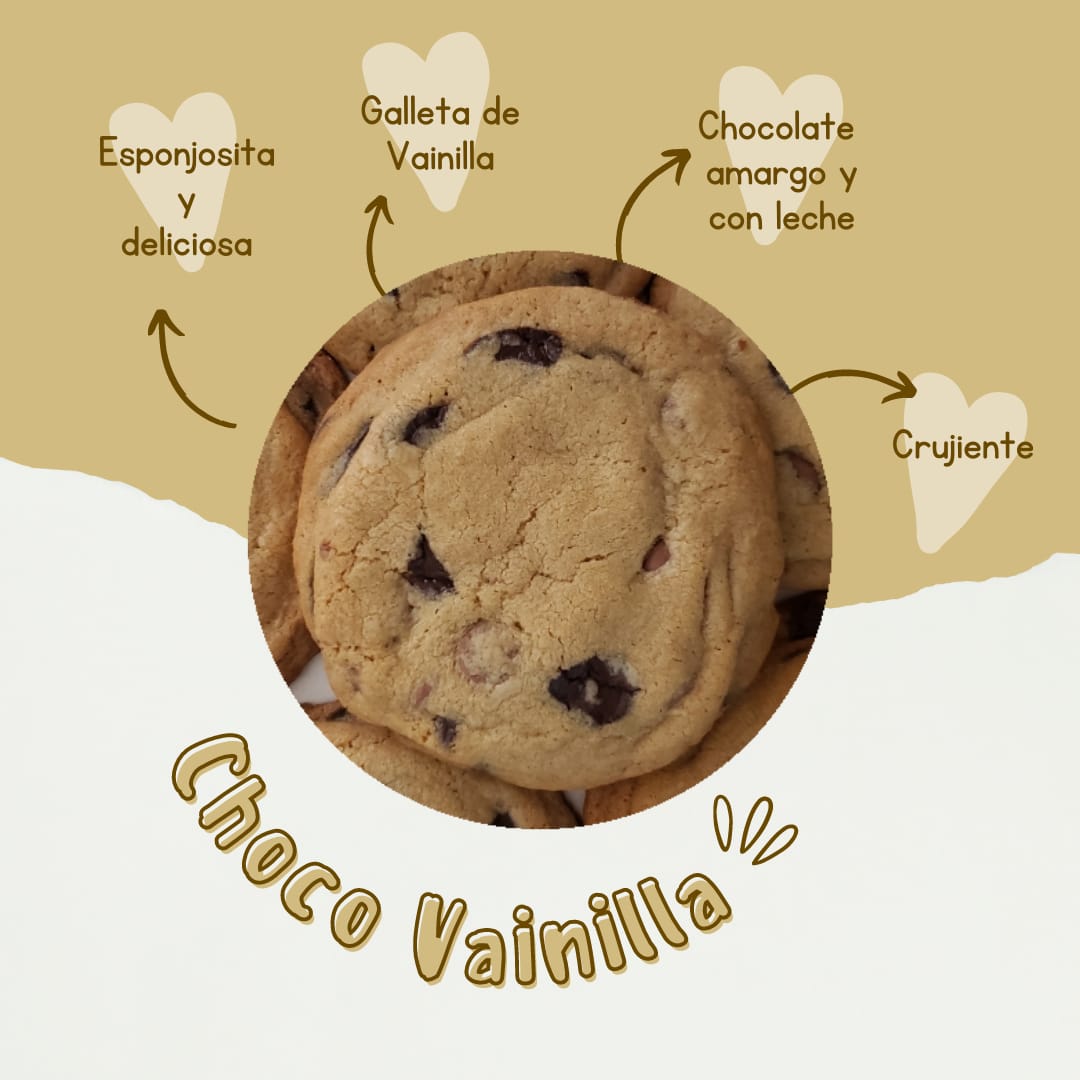 Esponjosita
y
deliciosa
Galleta de
Vainilla
Chocolate
amargo y
con leche
Crujiente
Choco Vainilla